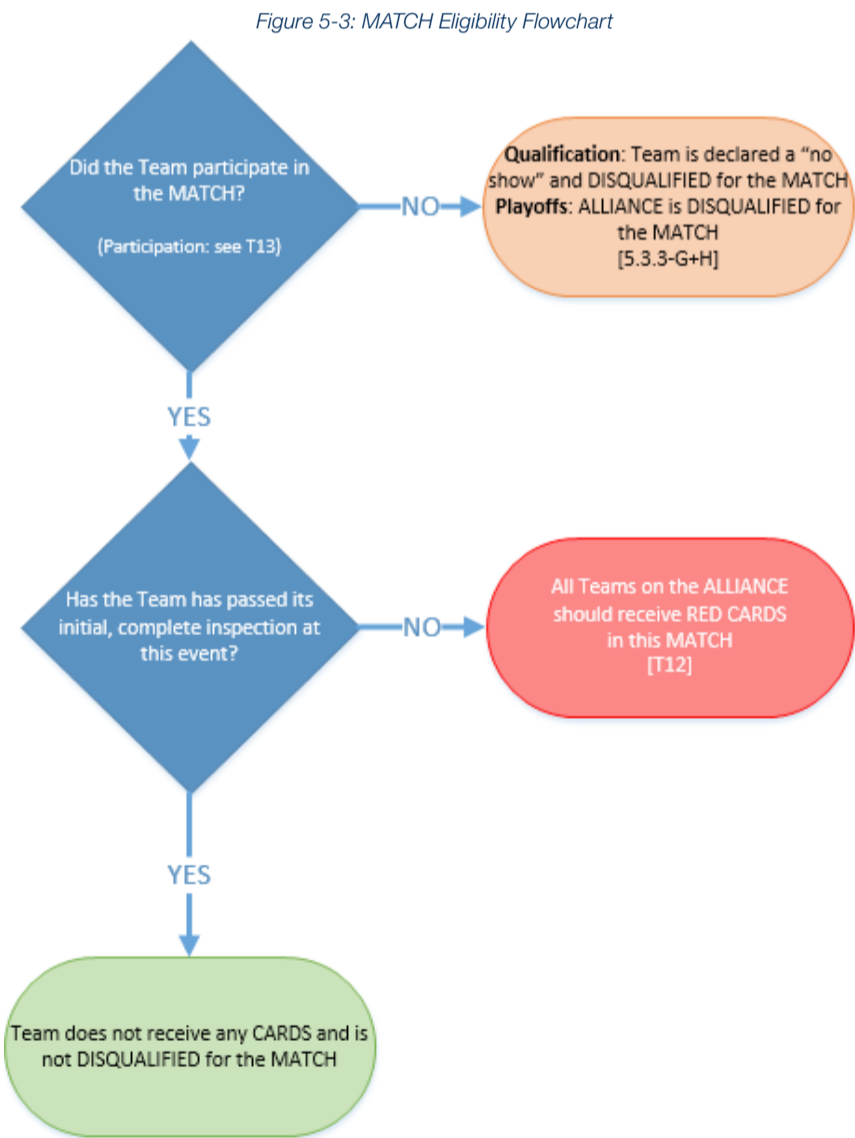 Figure 5-3: MATCH Eligibility Flowchart
Did the Team participate in
the MATCH?
(Participation: see T13)
NO
Qualification: Team is declared a “no
show” and DISQUALIFIED for the MATCH
Playoffs: ALLIANCE is DISQUALIFIED for
the MATCH
[5.3.3-G+H]
YES
Has the Team has passed its
initial, complete inspection at
this event?
NO
All Teams on the ALLIANCE
should receive RED CARDS
in this MATCH
[T12]
YES
Team does not receive any CARDS and is
not DISQUALIFIED for the MATCH